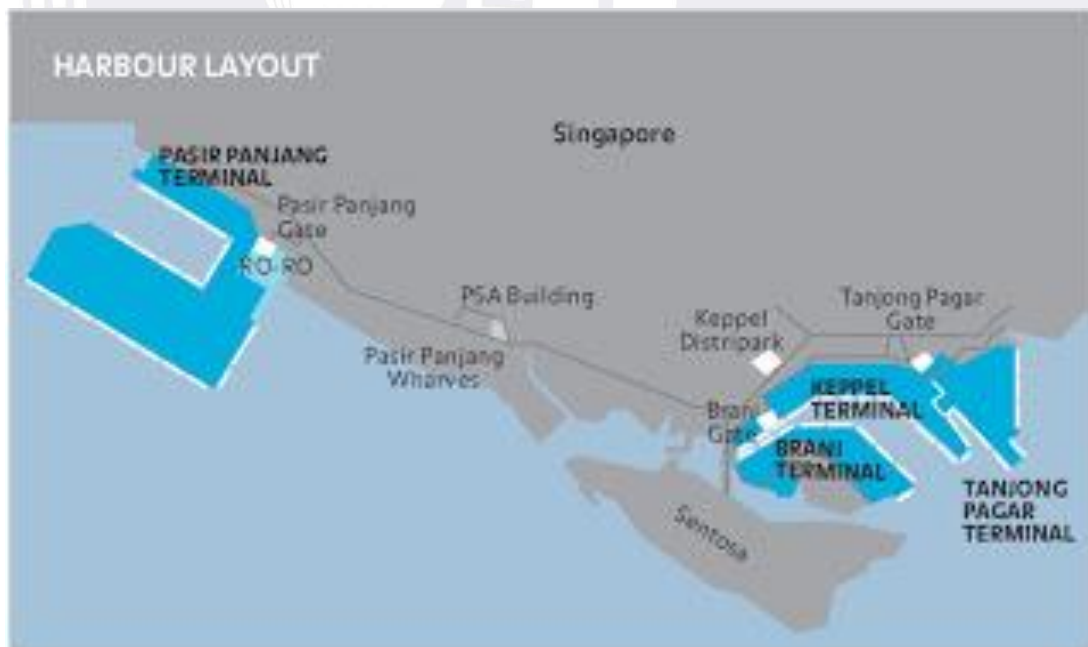 HARBOUR LAYOUT
Singapore
PASIR PANJANG
TERMINAL
Pasir Panjang
Gate
RO-RO
PSA Building
Pasir Panjang
Wharves
Keppel
Distripark
Tanjong Pagar
Gate
KEPPEL
TERMINAL
Brani
Gate
BRANI
TERMINAL
TANJONG
PAGAR
TERMINAL
Sentosa